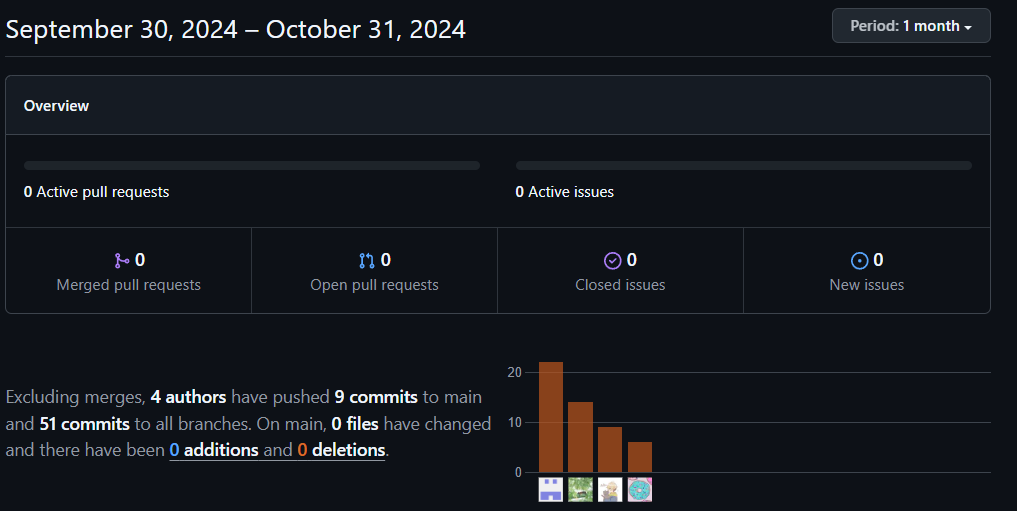 September 30, 2024 – October 31, 2024
Period: 1 month
Overview
0 Active pull requests
0 Active issues
0
Merged pull requests
0
Open pull requests
0
Closed issues
0
New issues
Excluding merges, 4 authors have pushed 9 commits to main
and 51 commits to all branches. On main, 0 files have changed
and there have been 0 additions and 0 deletions.
20
10
0